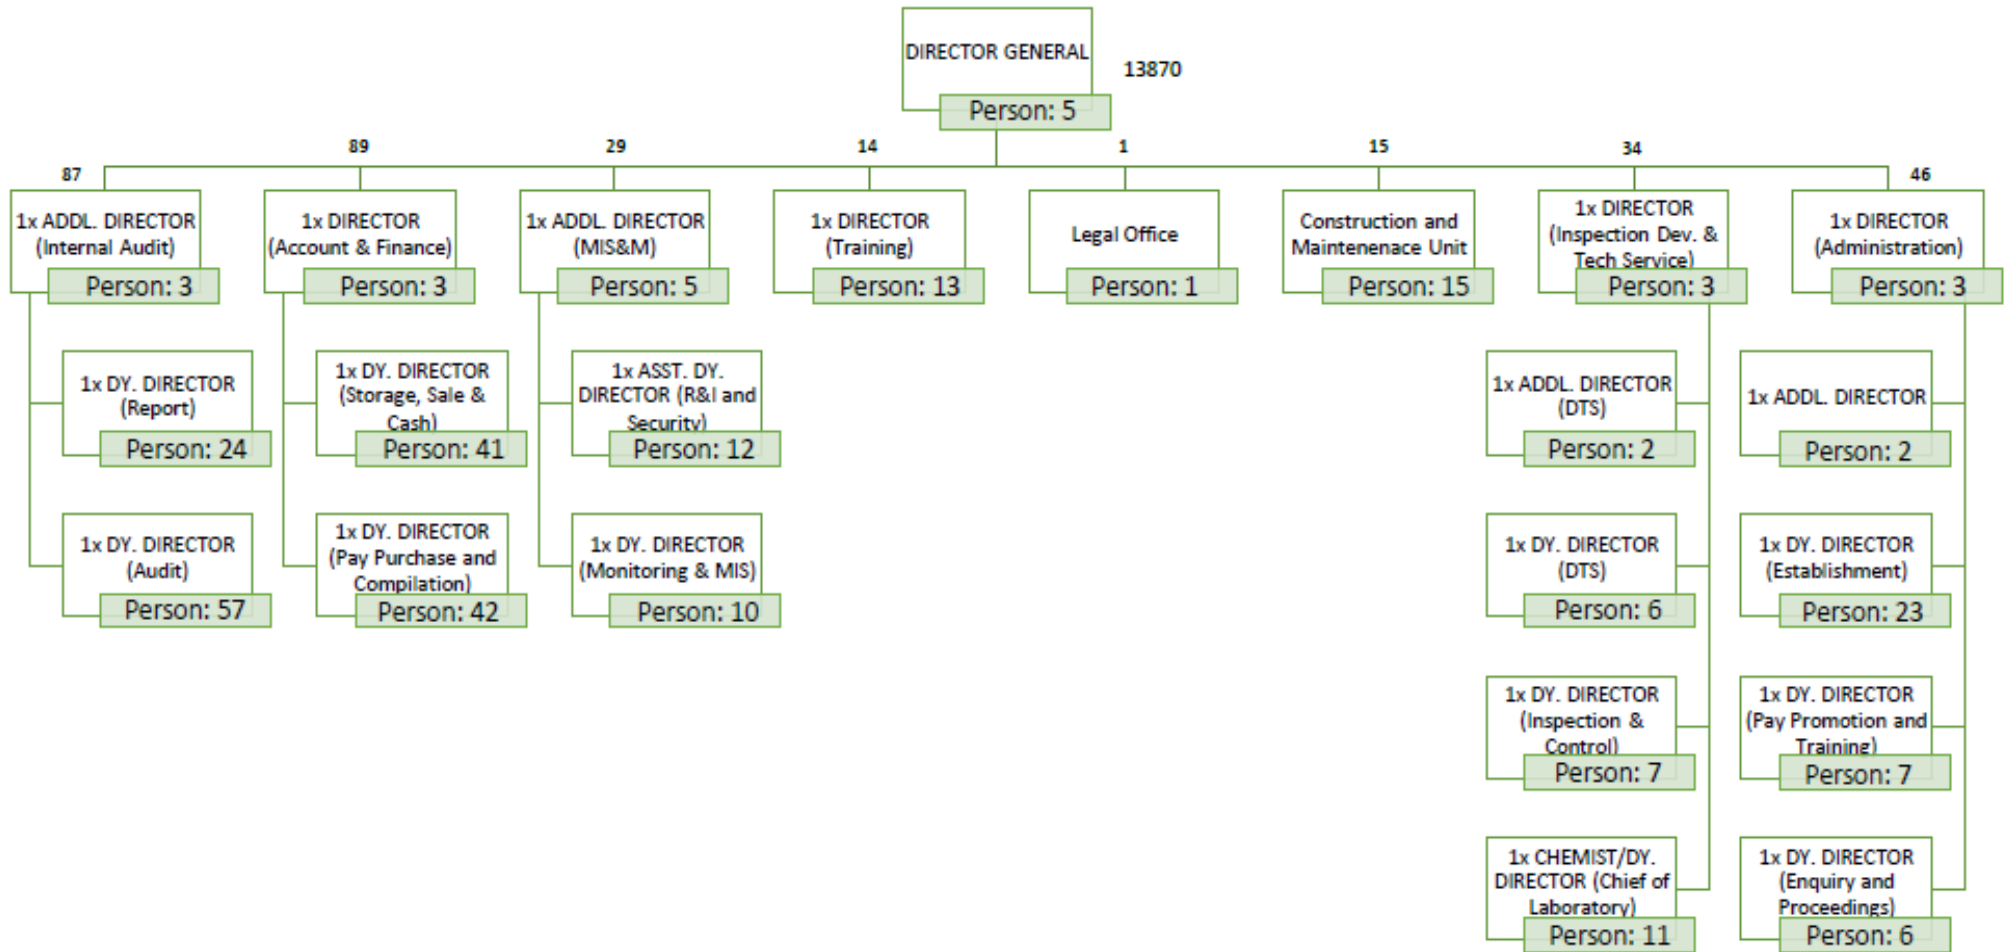 DIRECTOR GENERAL
13870
Person: 5
87
89
29
14
1
15
34
46
1x ADDL. DIRECTOR
(Internal Audit)
Person: 3
1x DIRECTOR
(Account & Finance)
Person: 3
1x ADDL. DIRECTOR
(MIS&M)
Person: 5
1x DIRECTOR
(Training)
Person: 13
Legal Office
Person: 1
Construction and
Maintenenace Unit
Person: 15
1x DIRECTOR
(Inspection Dev. &
Tech Service)
Person: 3
1x DIRECTOR
(Administration)
Person: 3
1x DY. DIRECTOR
(Report)
Person: 24
1x DY. DIRECTOR
(Storage, Sale &
Cash)
Person: 41
1x ASST. DY.
DIRECTOR (R&I and
Security)
Person: 12
1x ADDL. DIRECTOR
(DTS)
Person: 2
1x ADDL. DIRECTOR
Person: 2
1x DY. DIRECTOR
(Audit)
Person: 57
1x DY. DIRECTOR
(Pay Purchase and
Compilation)
Person: 42
1x DY. DIRECTOR
(Monitoring & MIS)
Person: 10
1x DY. DIRECTOR
(DTS)
Person: 6
1x DY. DIRECTOR
(Establishment)
Person: 23
1x DY. DIRECTOR
(Inspection &
Control)
Person: 7
1x DY. DIRECTOR
(Pay Promotion and
Training)
Person: 7
1x CHEMIST/DY.
DIRECTOR (Chief of
Laboratory)
Person: 11
1x DY. DIRECTOR
(Enquiry and
Proceedings)
Person: 6